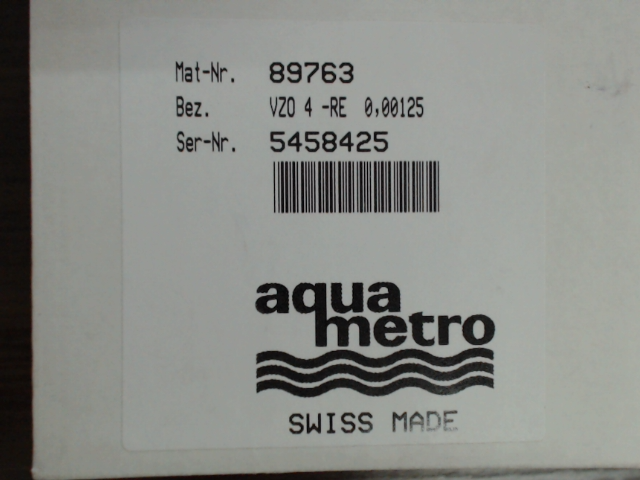 Mat-Nr. 89763
Bez. VZO 4 -RE 0,00125
Ser-Nr. 5458425
aqua
metro
SWISS MADE